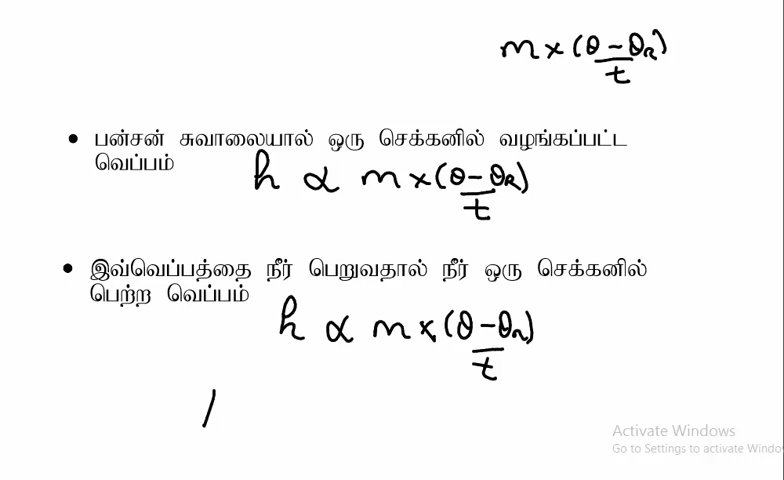 m × (θ – θR) / t
• பன்சன் சுவாலையால் ஒரு செக்கனில் வழங்கப்பட்ட
வெப்பம்
h ∝ m × (θ – θR) / t
• இவ்வெப்பத்தை நீர் பெறுவதால் நீர் ஒரு செக்கனில்
பெற்ற வெப்பம்
h ∝ m × (θ – θR) / t
Activate Windows
Go to Settings to activate Windo